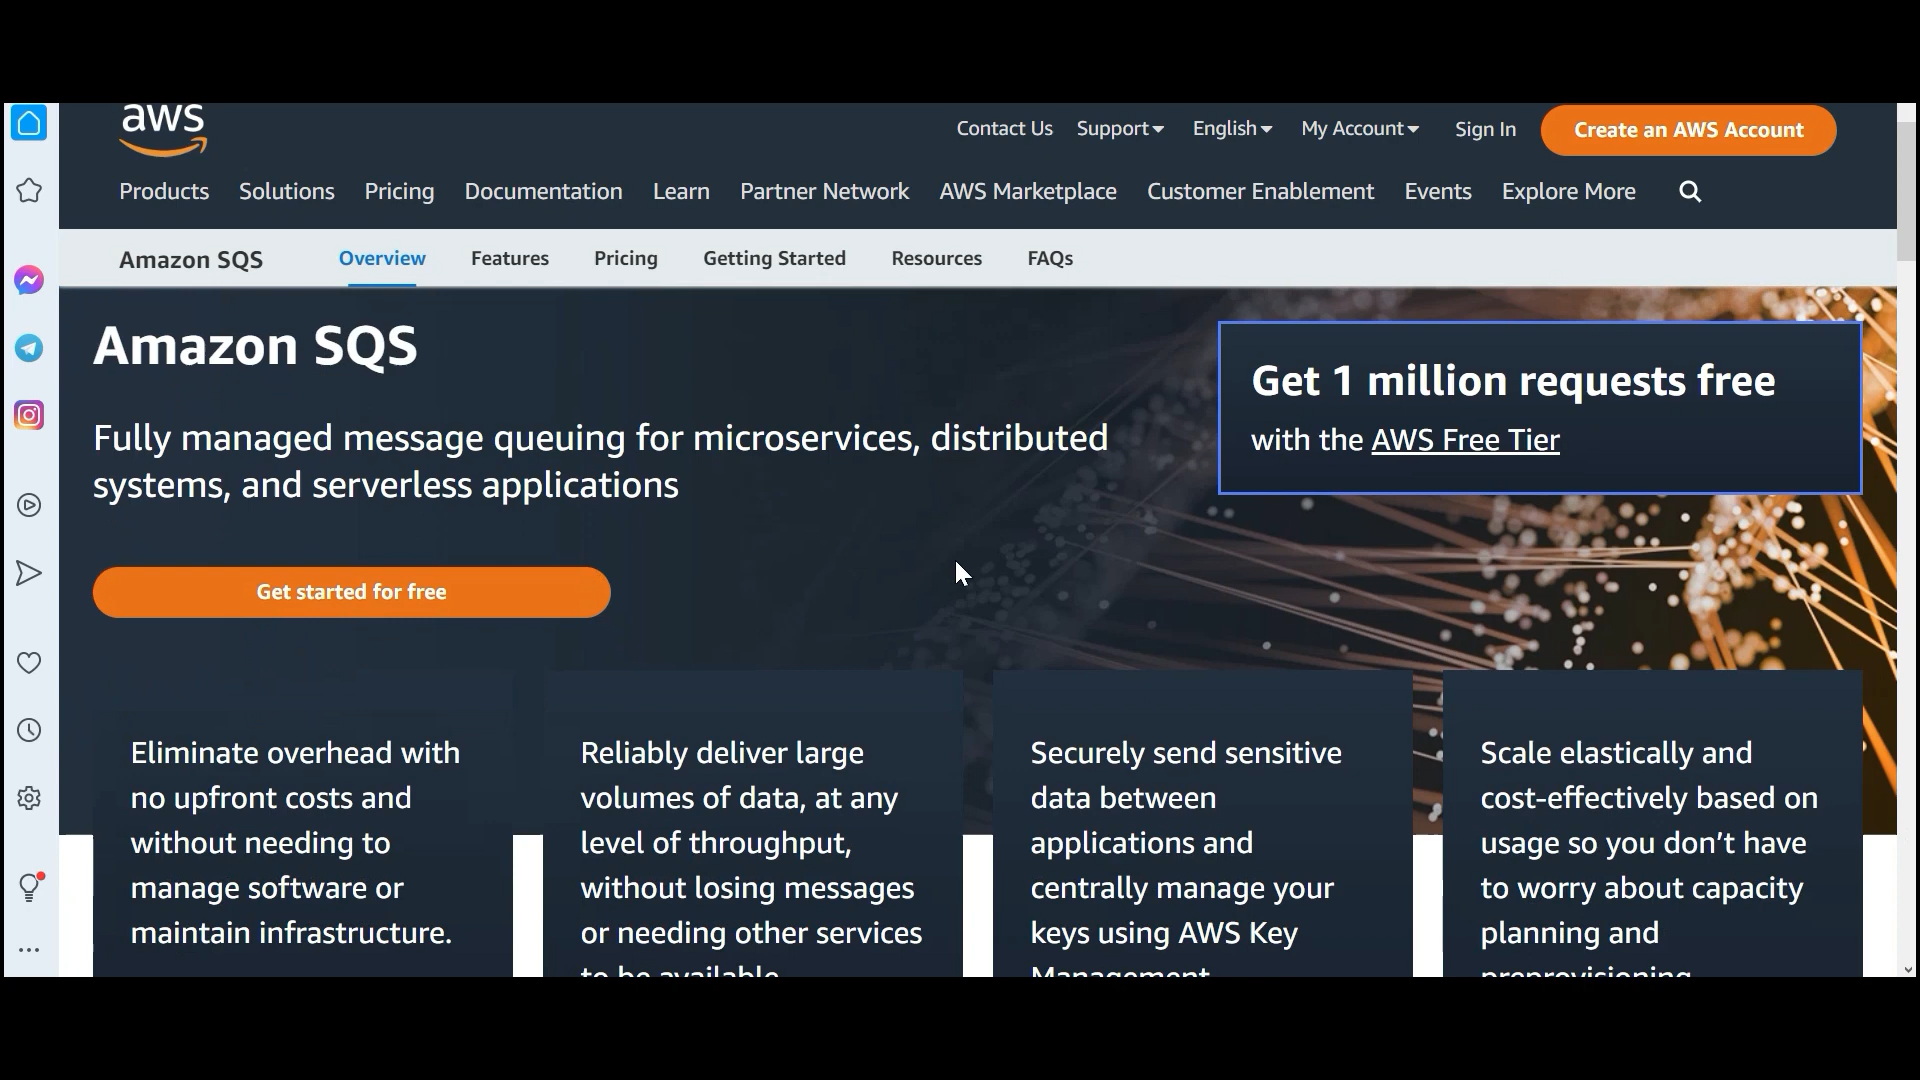 aws
Contact Us Support English My Account Sign In Create an AWS Account
Products Solutions Pricing Documentation Learn Partner Network AWS Marketplace Customer Enablement Events Explore More
Amazon SQS Overview Features Pricing Getting Started Resources FAQs
Amazon SQS
Fully managed message queuing for microservices, distributed
systems, and serverless applications
Get started for free
Get 1 million requests free
with the AWS Free Tier
Eliminate overhead with
no upfront costs and
without needing to
manage software or
maintain infrastructure.
Reliably deliver large
volumes of data, at any
level of throughput,
without losing messages
or needing other services
to be available.
Securely send sensitive
data between
applications and
centrally manage your
keys using AWS Key
Management
Scale elastically and
cost-effectively based on
usage so you don’t have
to worry about capacity
planning and
preprovisioning